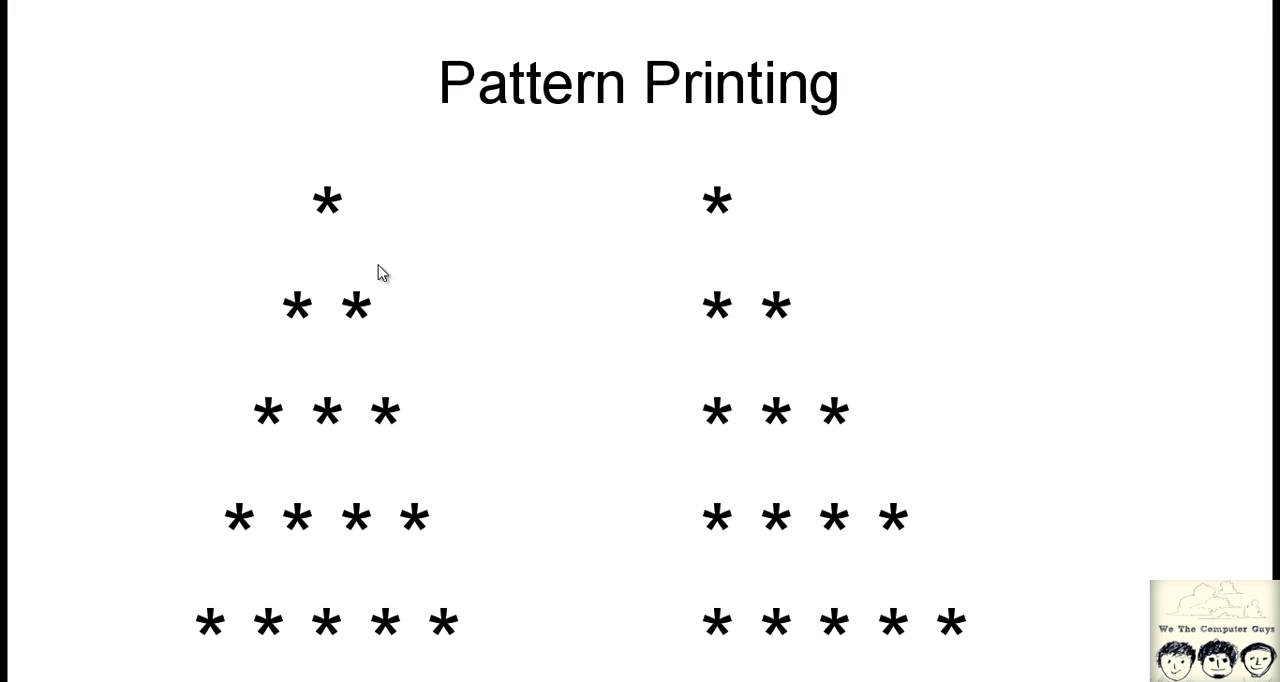 Pattern Printing
* *
* * * *
* * * * * *
* * * * * * * *
* * * * * * * * * *
We The Computer Guys